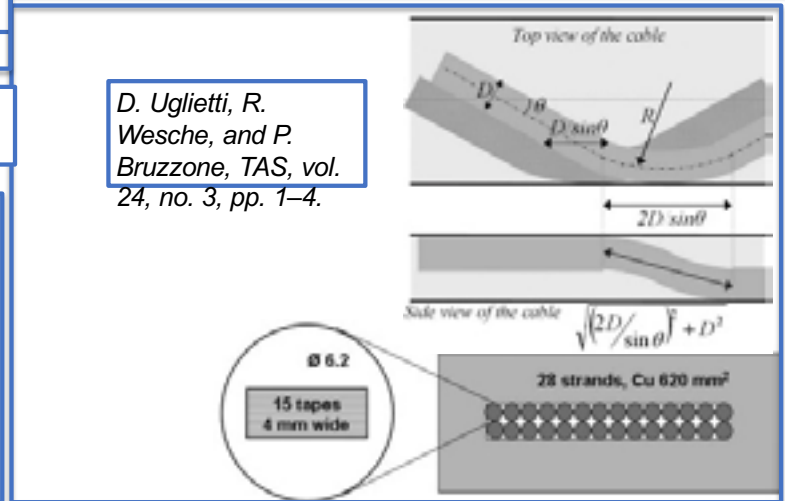 D. Uglietti, R.
Wesche, and P.
Bruzzone, TAS, vol.
24, no. 3, pp. 1–4.
Top view of the cable
D
θ
R
D/sinθ
2D/sinθ
Side view of the cable
√(2D/sin θ)² + D²
Ø 6.2
15 tapes
4 mm wide
28 strands, Cu 620 mm²